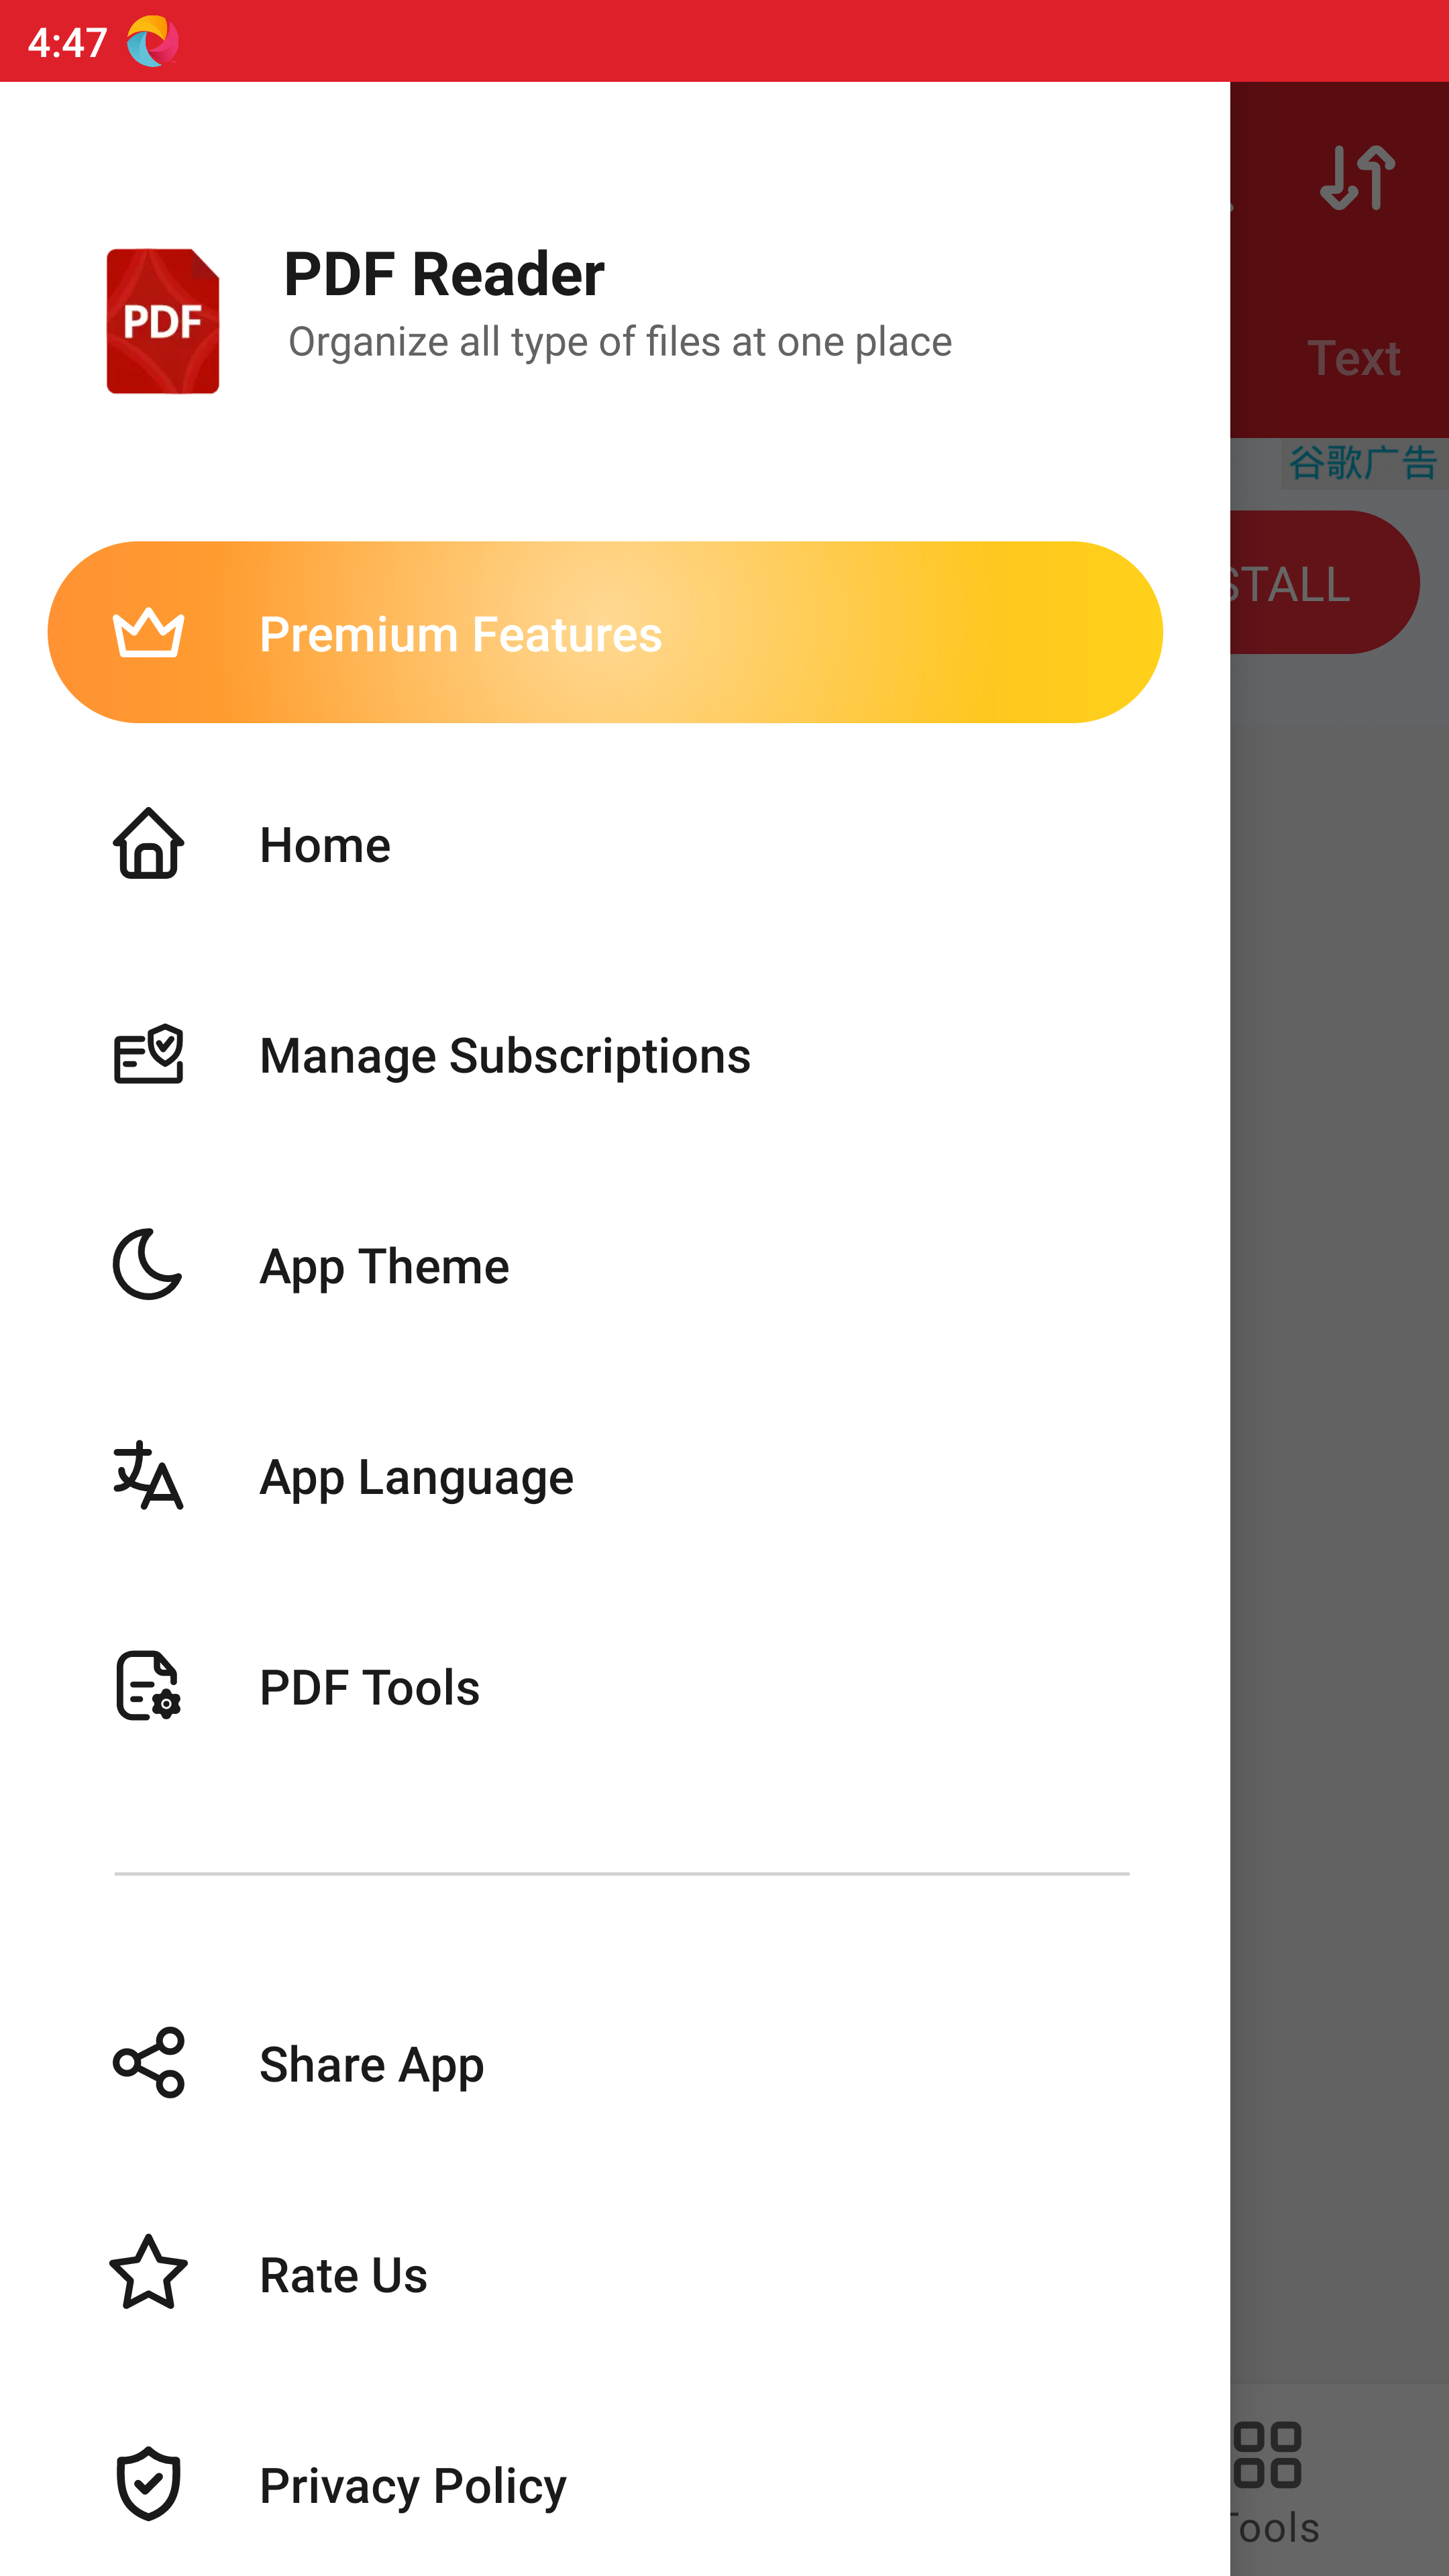 4:47
PDF
PDF Reader
Organize all type of files at one place
Text
谷歌广告
STALL
Premium Features
Home
Manage Subscriptions
App Theme
App Language
PDF Tools
Share App
Rate Us
Privacy Policy
Tools